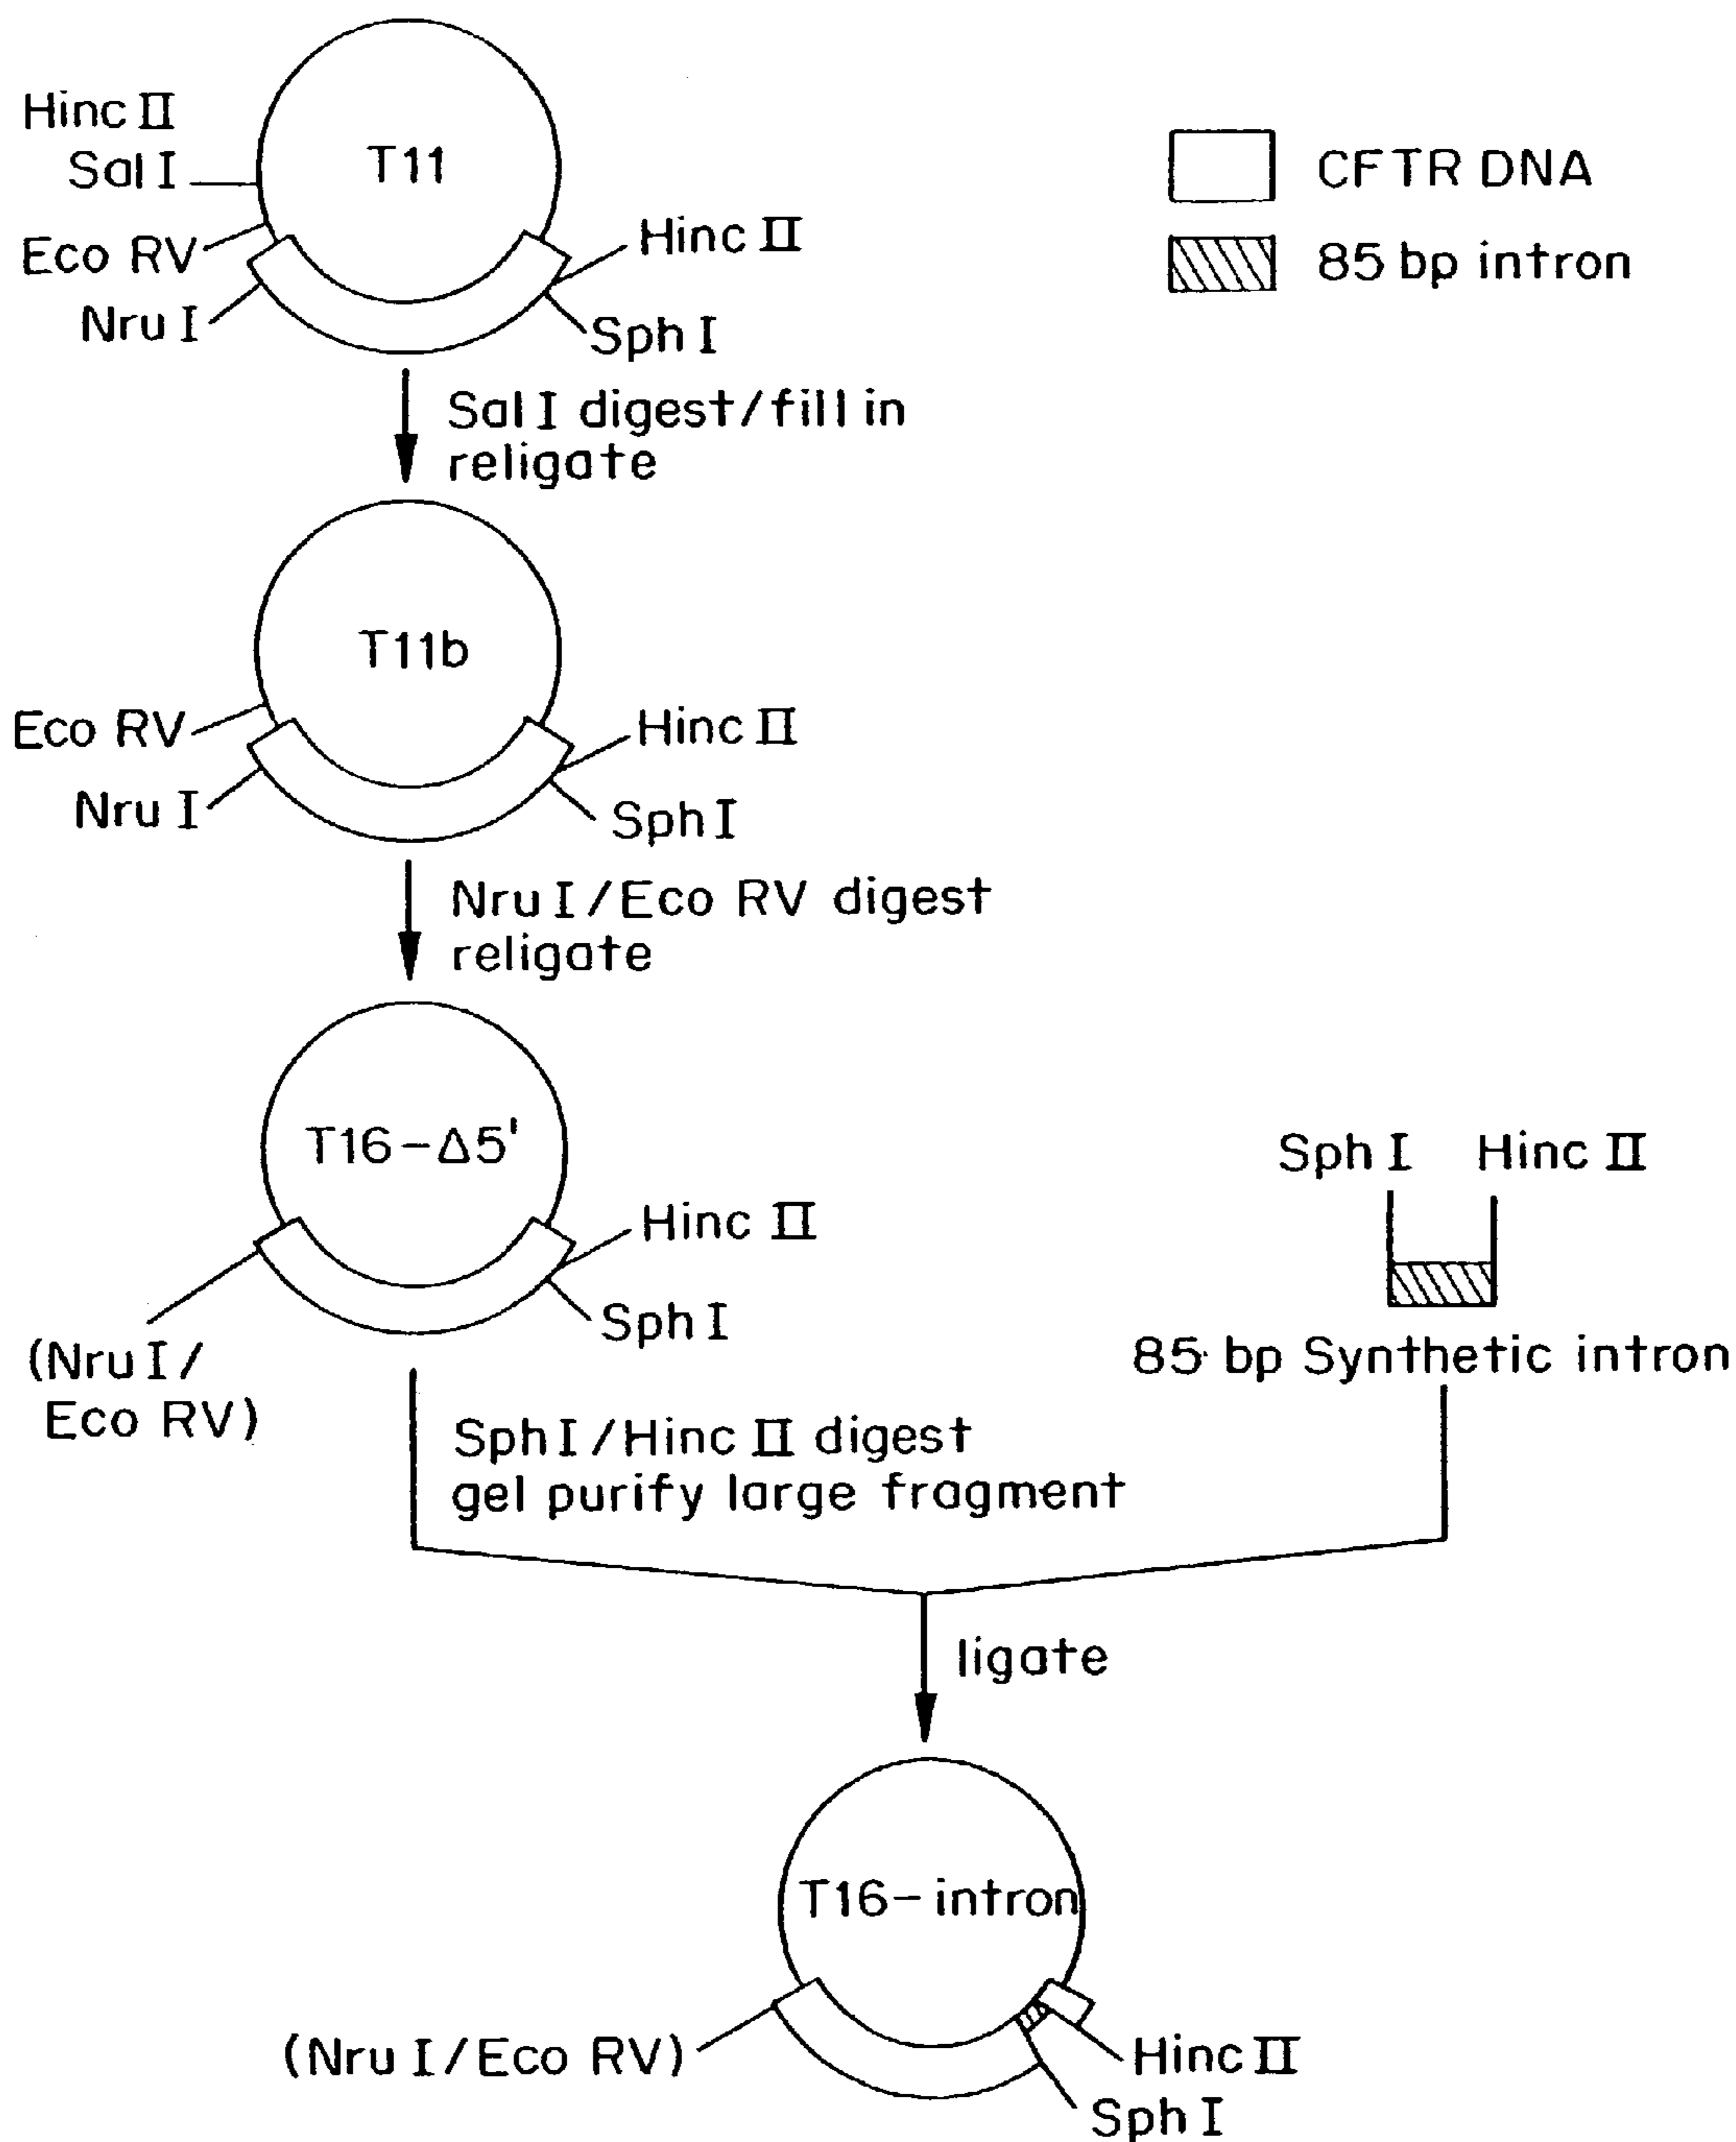 Hinc II
Sal I
T11
Eco RV
Nru I
Hinc II
Sph I
CFTR DNA
85 bp intron
Sal I digest/fill in
religate
T11b
Eco RV
Nru I
Hinc II
Sph I
Nru I/Eco RV digest
religate
T16-Δ5'
Hinc II
Sph I
(Nru I/
Eco RV)
Sph I Hinc II
85 bp Synthetic intron
Sph I/Hinc II digest
gel purify large fragment
ligate
T16-intron
(Nru I/Eco RV)
Hinc II
Sph I